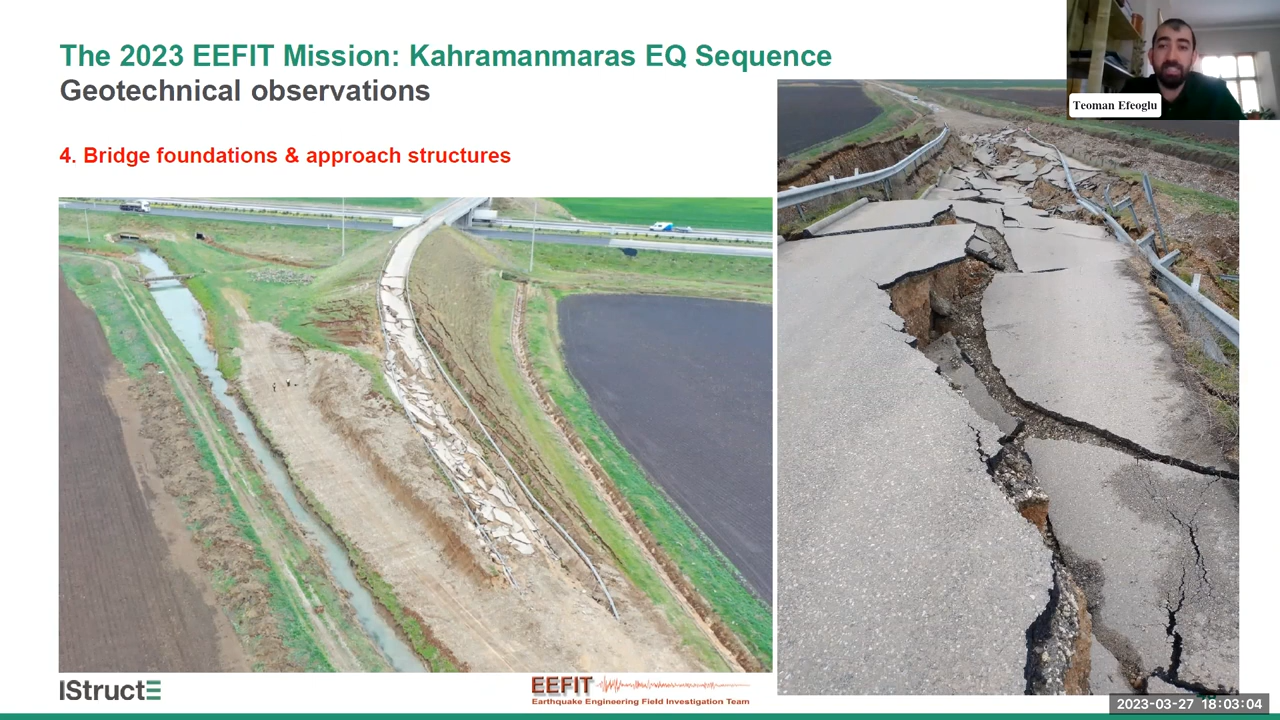 The 2023 EEFIT Mission: Kahramanmaras EQ Sequence
Geotechnical observations
Teoman Efeoglu
4. Bridge foundations & approach structures
IStructE
EEFIT
Earthquake Engineering Field Investigation Team
2023-03-27 18:03:04